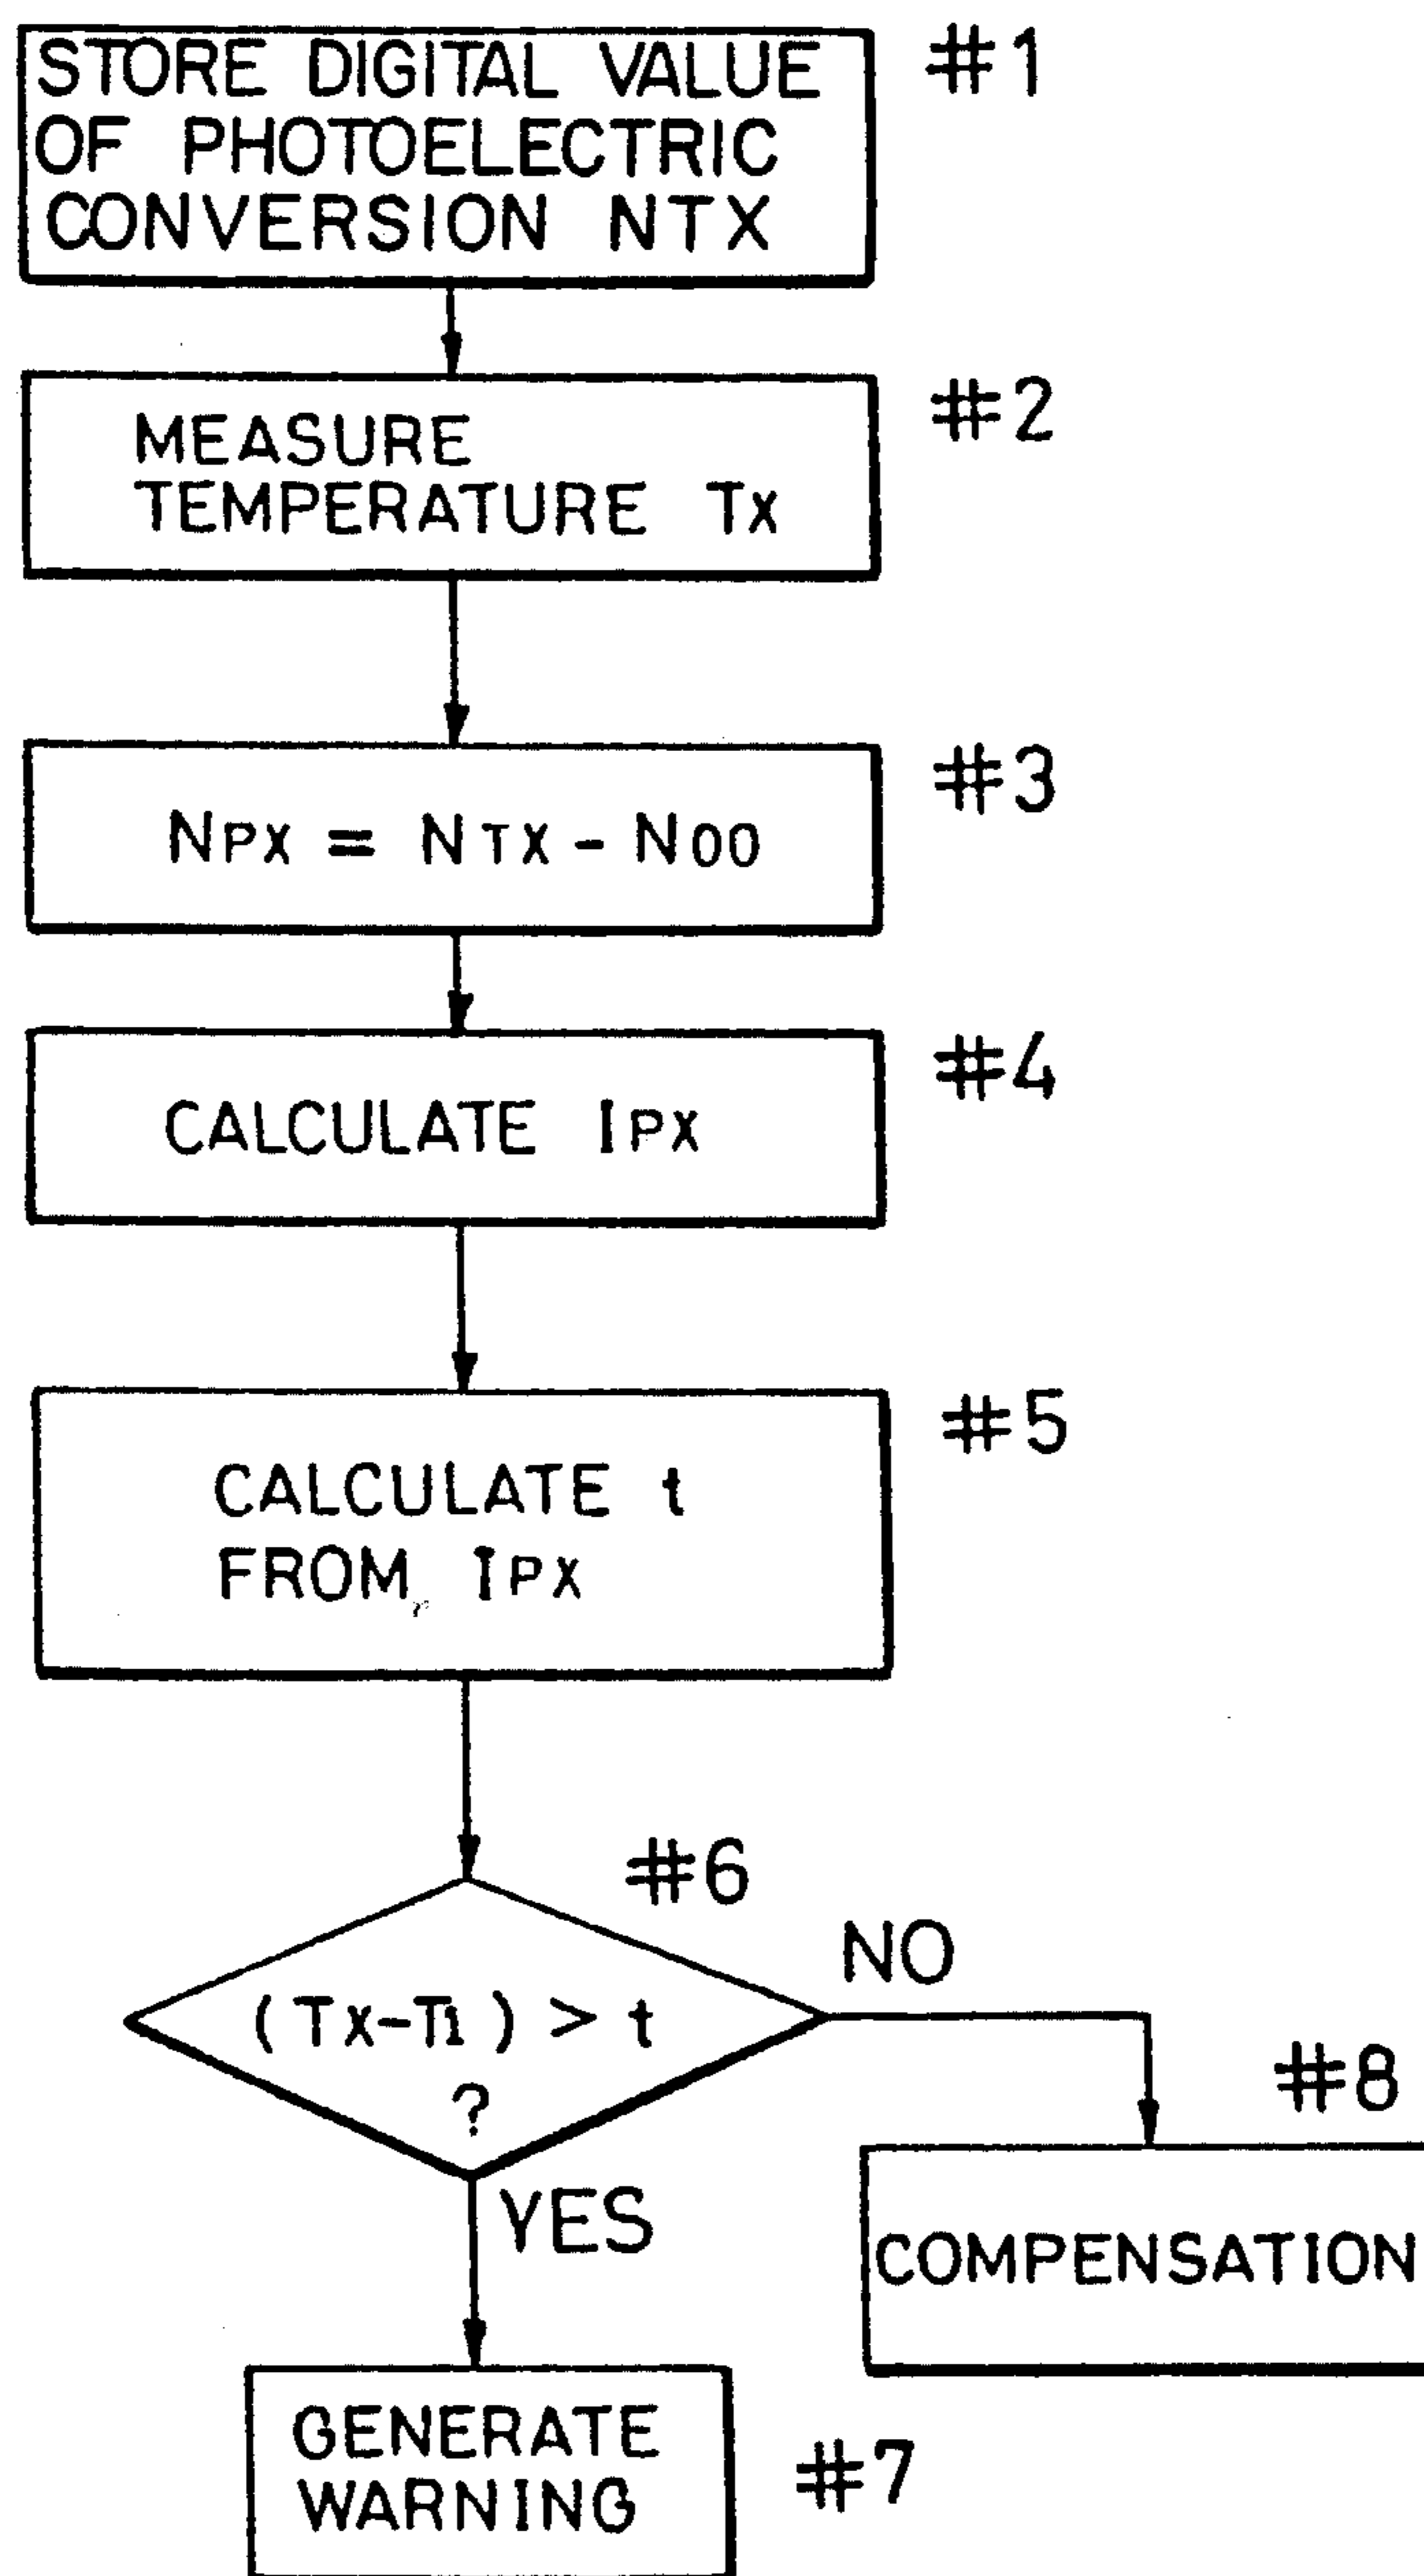 STORE DIGITAL VALUE
OF PHOTOELECTRIC
CONVERSION NTX
#1
MEASURE
TEMPERATURE Tx
#2
NPX = NTX - N00
#3
CALCULATE IPX
#4
CALCULATE t
FROM IPX
#5
#6
(Tx-T1) > t
?
NO
YES
#8
COMPENSATION
GENERATE
WARNING
#7